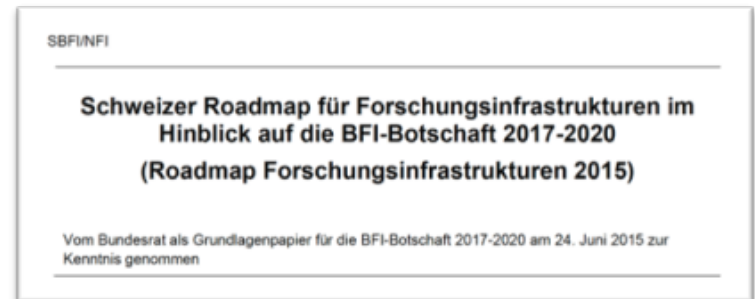 SBFI/NFI
Schweizer Roadmap für Forschungsinfrastrukturen im
Hinblick auf die BFI-Botschaft 2017-2020
(Roadmap Forschungsinfrastrukturen 2015)
Vom Bundesrat als Grundlagenpapier für die BFI-Botschaft 2017-2020 am 24. Juni 2015 zur
Kenntnis genommen